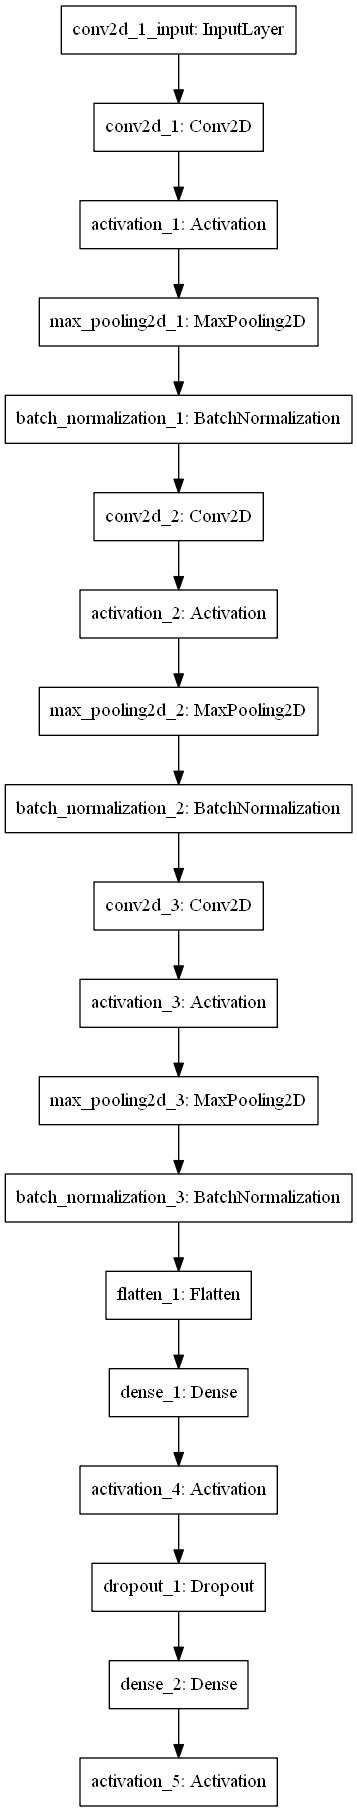 conv2d_1_input: InputLayer
conv2d_1: Conv2D
activation_1: Activation
max_pooling2d_1: MaxPooling2D
batch_normalization_1: BatchNormalization
conv2d_2: Conv2D
activation_2: Activation
max_pooling2d_2: MaxPooling2D
batch_normalization_2: BatchNormalization
conv2d_3: Conv2D
activation_3: Activation
max_pooling2d_3: MaxPooling2D
batch_normalization_3: BatchNormalization
flatten_1: Flatten
dense_1: Dense
activation_4: Activation
dropout_1: Dropout
dense_2: Dense
activation_5: Activation